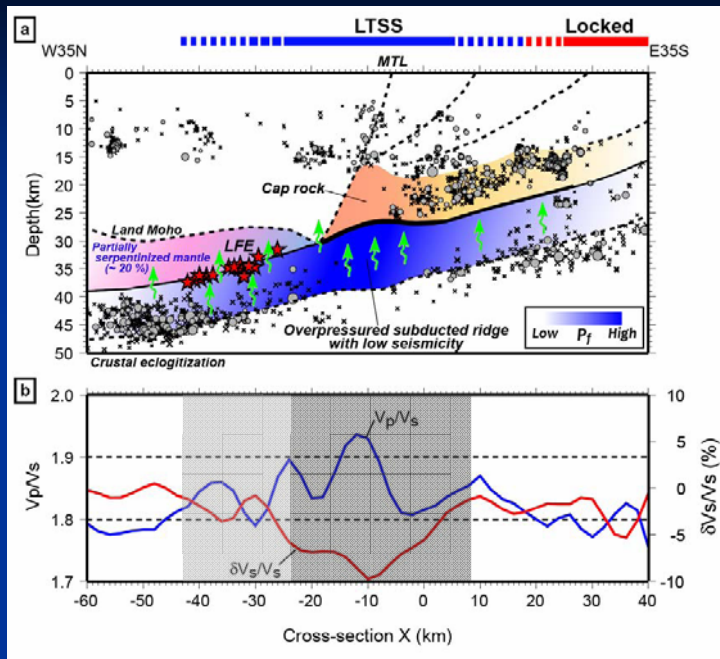 a
LTSS
Locked
W35N
E35S
MTL
0
5
10
15
20
25
30
35
40
45
50
Depth(km)
Cap rock
Land Moho
Partially
serpentinized mantle
(~ 20 %)
LFE
Overpressured subducted ridge
with low seismicity
Low Pf High
Crustal eclogitization
b
2.0
1.9
1.8
1.7
Vp/Vs
Vp/Vs
δVs/Vs
10
5
0
-5
-10
δVs/Vs (%)
-60 -50 -40 -30 -20 -10 0 10 20 30 40
Cross-section X (km)